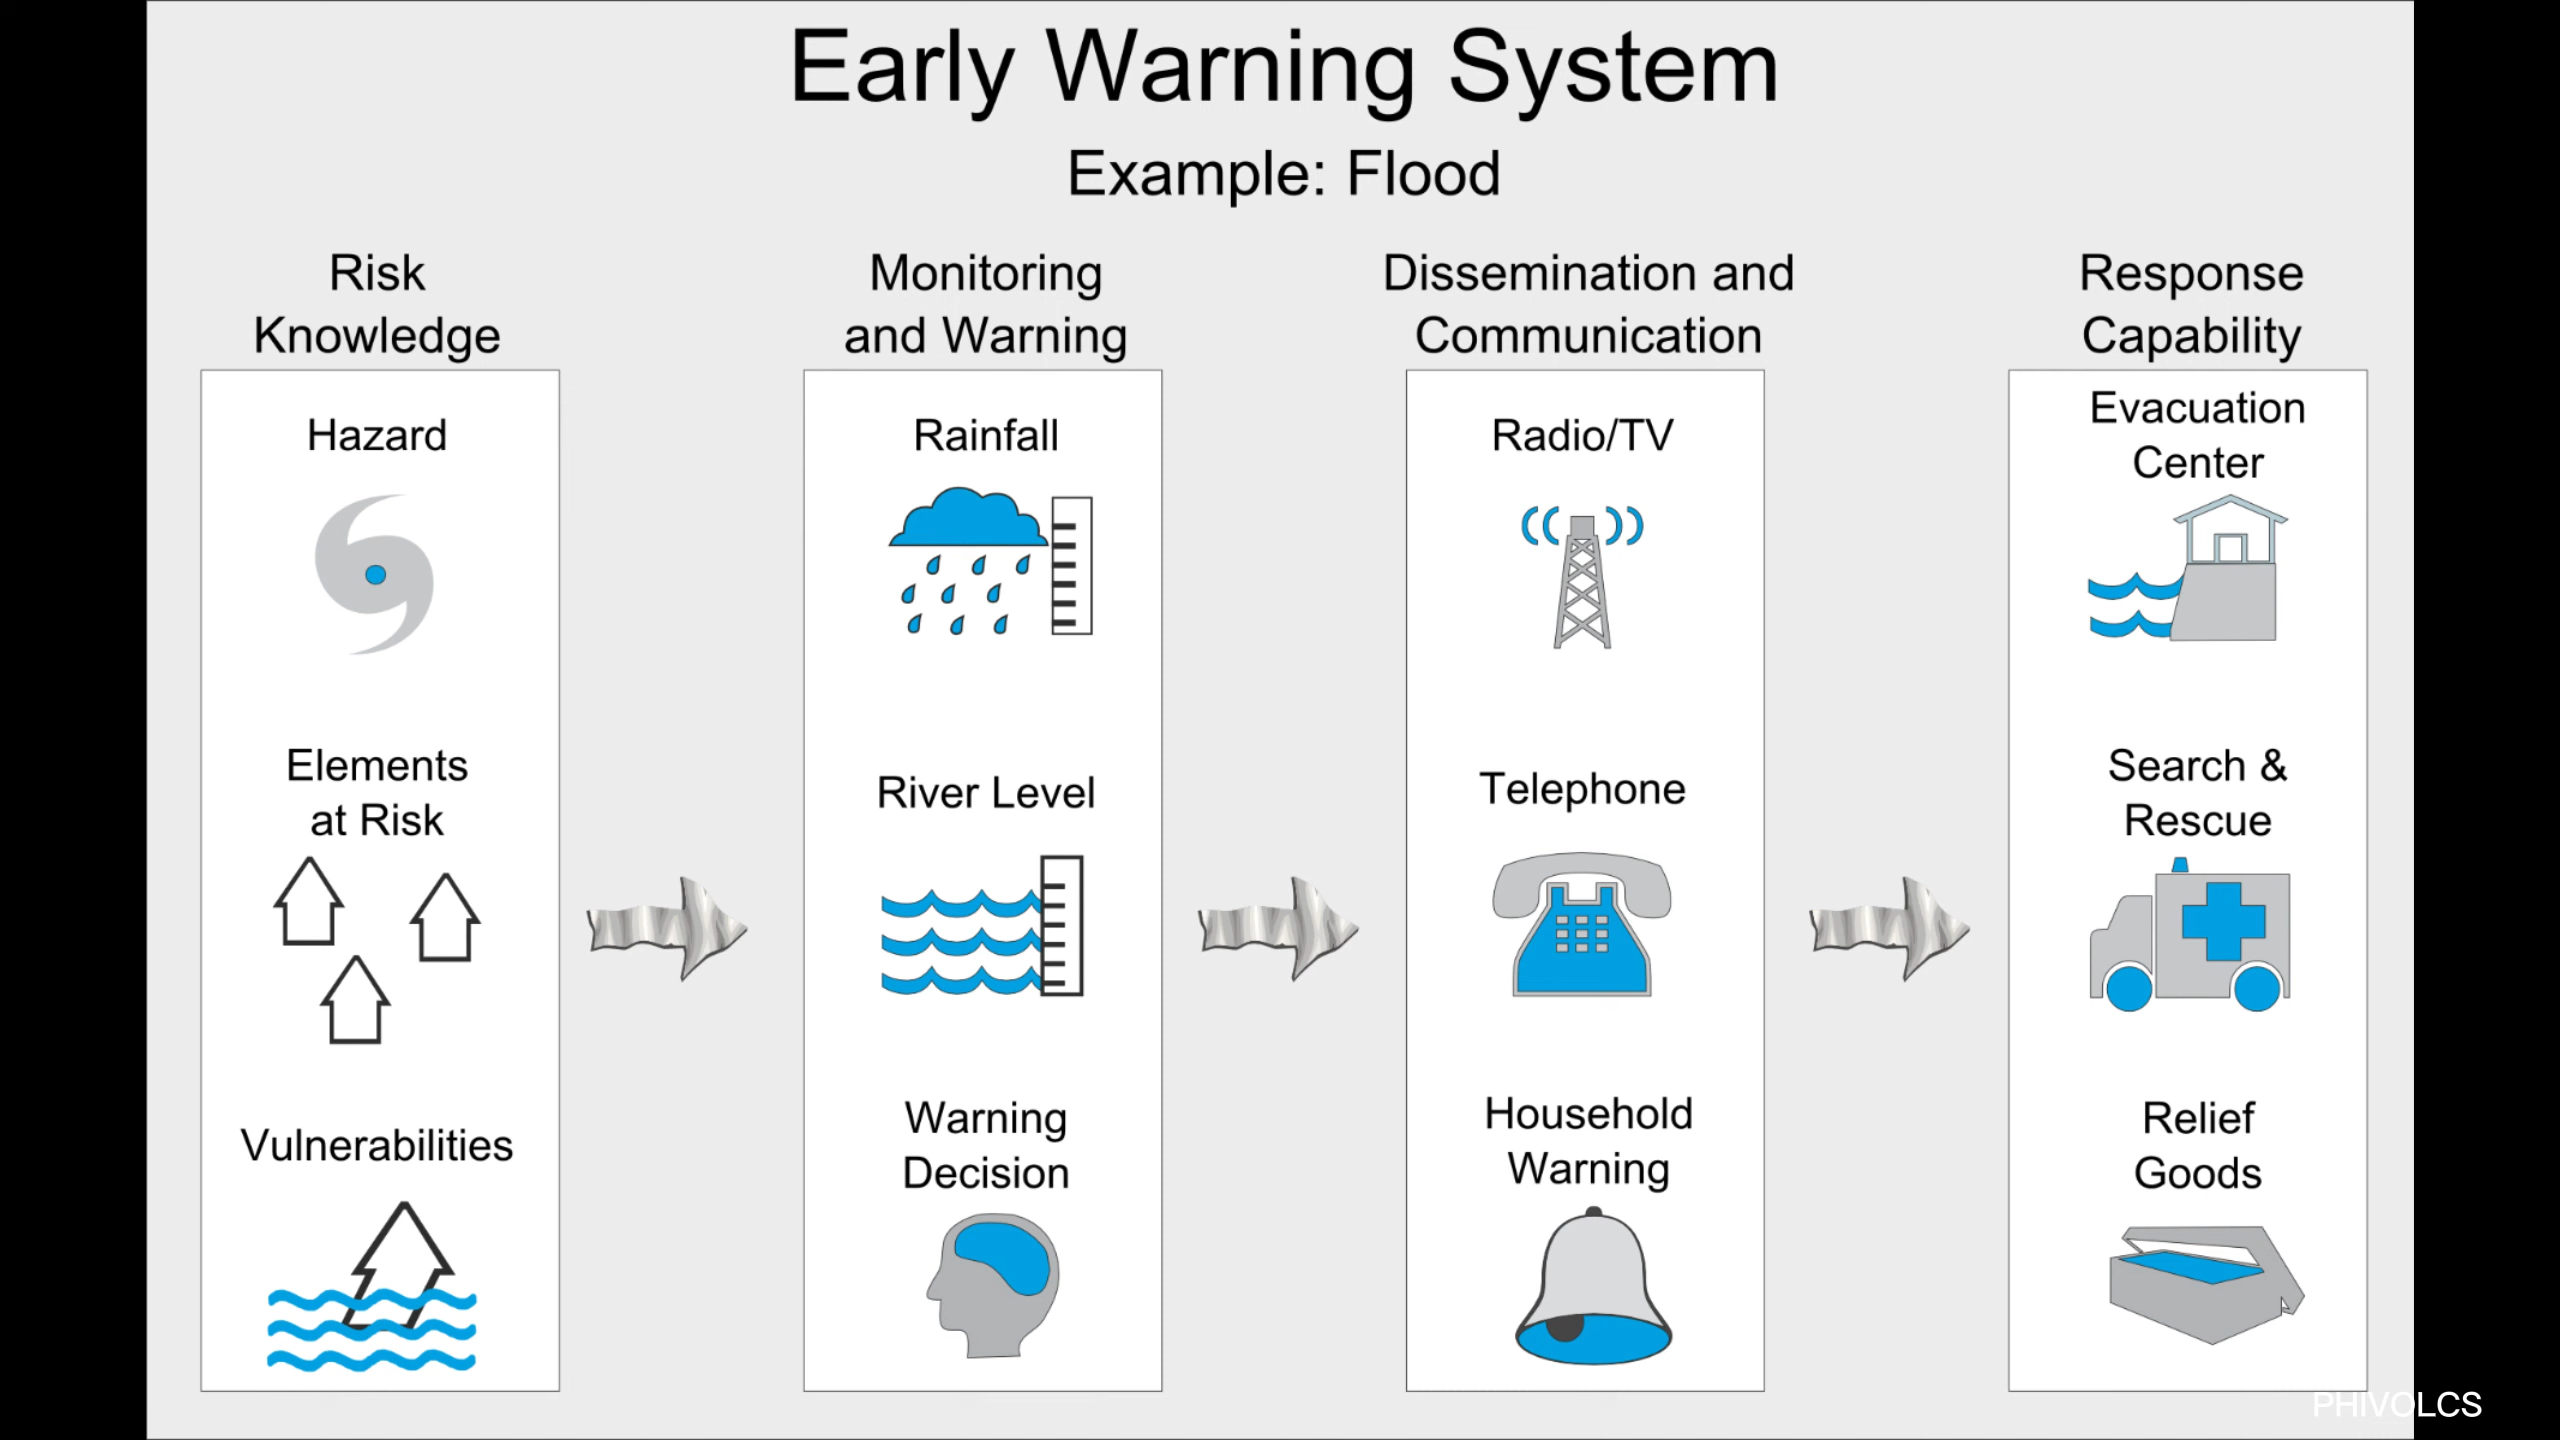 Early Warning System
Example: Flood
Risk
Knowledge
Hazard
Elements
at Risk
Vulnerabilities
Monitoring
and Warning
Rainfall
River Level
Warning
Decision
Dissemination and
Communication
Radio/TV
Telephone
Household
Warning
Response
Capability
Evacuation
Center
Search &
Rescue
Relief
Goods
PHIVOLCS